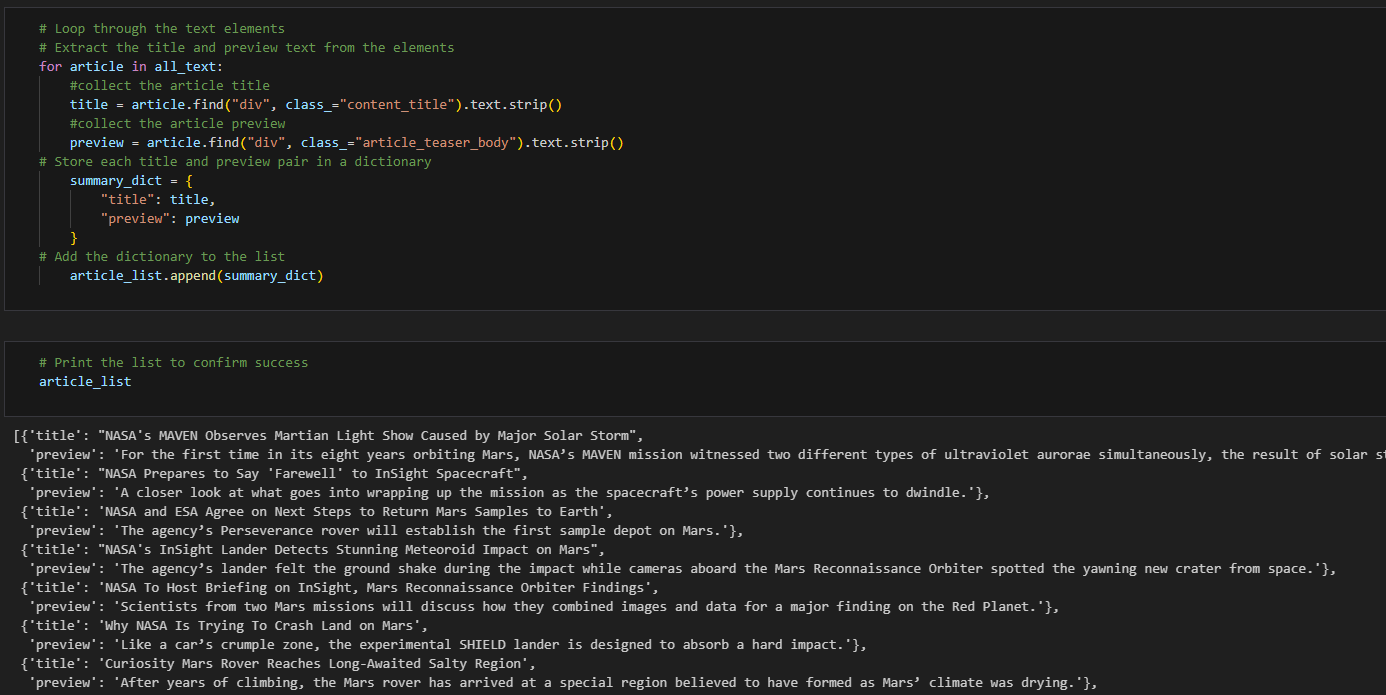 # Loop through the text elements
# Extract the title and preview text from the elements
for article in all_text:
    #collect the article title
    title = article.find("div", class_="content_title").text.strip()
    #collect the article preview
    preview = article.find("div", class_="article_teaser_body").text.strip()
# Store each title and preview pair in a dictionary
    summary_dict = {
        "title": title,
        "preview": preview
    }
# Add the dictionary to the list
    article_list.append(summary_dict)
# Print the list to confirm success
article_list
[{'title': "NASA's MAVEN Observes Martian Light Show Caused by Major Solar Storm",
  'preview': 'For the first time in its eight years orbiting Mars, NASA’s MAVEN mission witnessed two different types of ultraviolet aurorae simultaneously, the result of solar st
 {'title': "NASA Prepares to Say 'Farewell' to InSight Spacecraft",
  'preview': 'A closer look at what goes into wrapping up the mission as the spacecraft’s power supply continues to dwindle.'},
 {'title': 'NASA and ESA Agree on Next Steps to Return Mars Samples to Earth',
  'preview': 'The agency’s Perseverance rover will establish the first sample depot on Mars.'},
 {'title': "NASA's InSight Lander Detects Stunning Meteoroid Impact on Mars",
  'preview': 'The agency’s lander felt the ground shake during the impact while cameras aboard the Mars Reconnaissance Orbiter spotted the yawning new crater from space.'},
 {'title': 'NASA To Host Briefing on InSight, Mars Reconnaissance Orbiter Findings',
  'preview': 'Scientists from two Mars missions will discuss how they combined images and data for a major finding on the Red Planet.'},
 {'title': 'Why NASA Is Trying To Crash Land on Mars',
  'preview': 'Like a car’s crumple zone, the experimental SHIELD lander is designed to absorb a hard impact.'},
 {'title': 'Curiosity Mars Rover Reaches Long-Awaited Salty Region',
  'preview': 'After years of climbing, the Mars rover has arrived at a special region believed to have formed as Mars’ climate was drying.'},